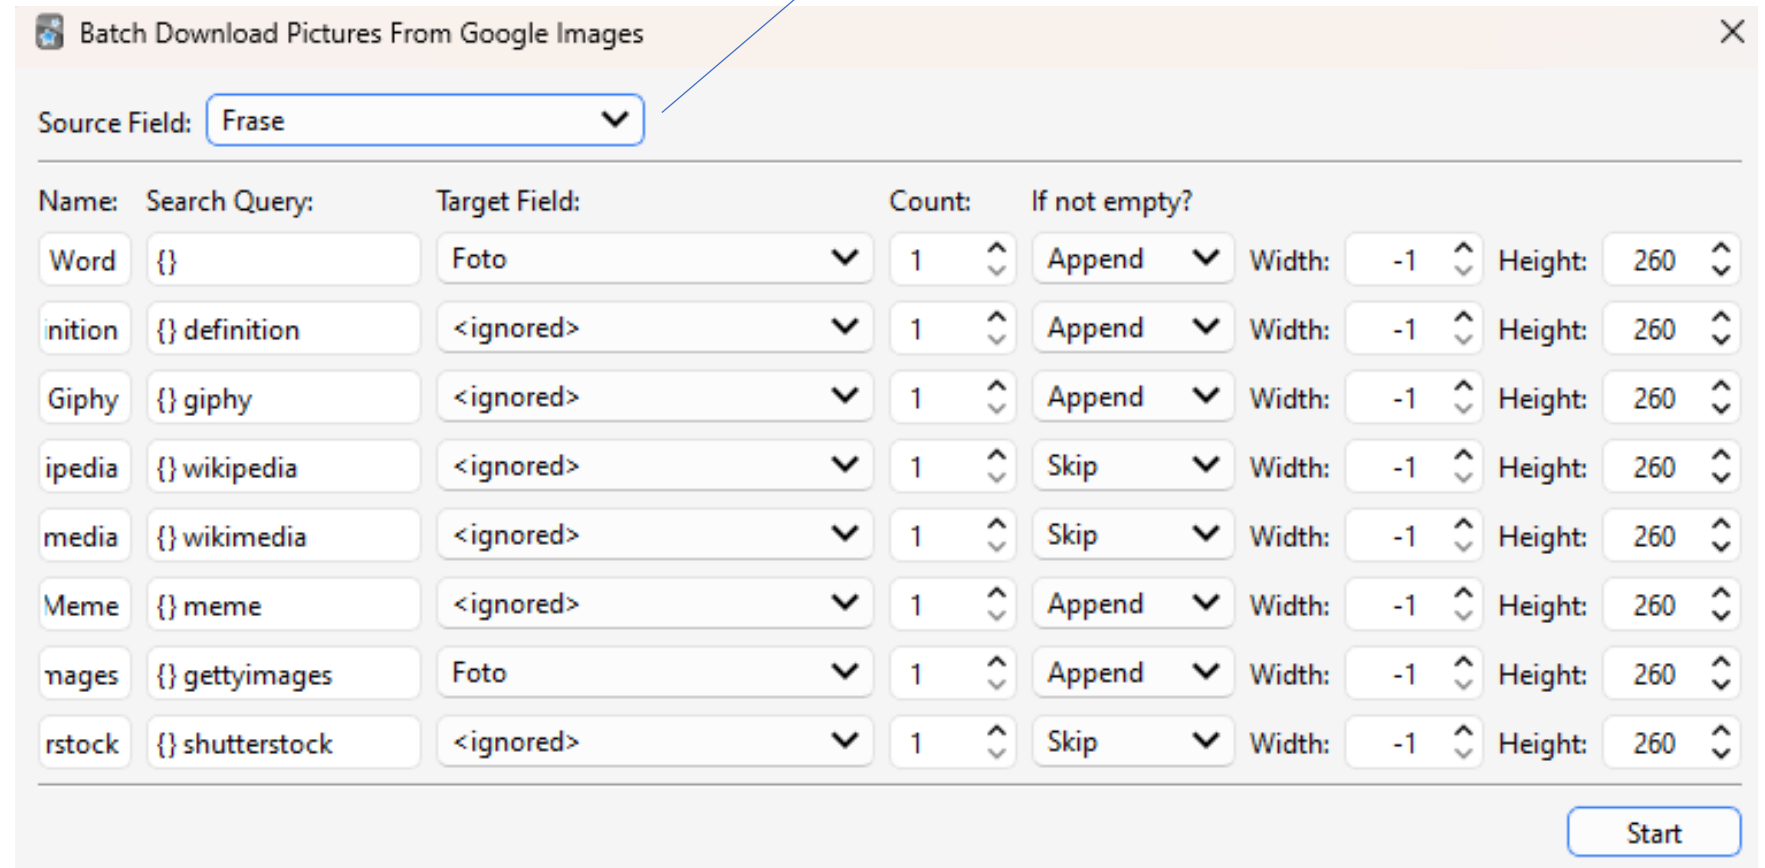 Batch Download Pictures From Google Images
Source Field: Frase
Name: Search Query: Target Field: Count: If not empty?
Word {} Foto 1 Append Width: -1 Height: 260
inition {} definition <ignored> 1 Append Width: -1 Height: 260
Giphy {} giphy <ignored> 1 Append Width: -1 Height: 260
ipedia {} wikipedia <ignored> 1 Skip Width: -1 Height: 260
media {} wikimedia <ignored> 1 Skip Width: -1 Height: 260
Meme {} meme <ignored> 1 Append Width: -1 Height: 260
mages {} gettyimages Foto 1 Append Width: -1 Height: 260
rstock {} shutterstock <ignored> 1 Skip Width: -1 Height: 260
Start